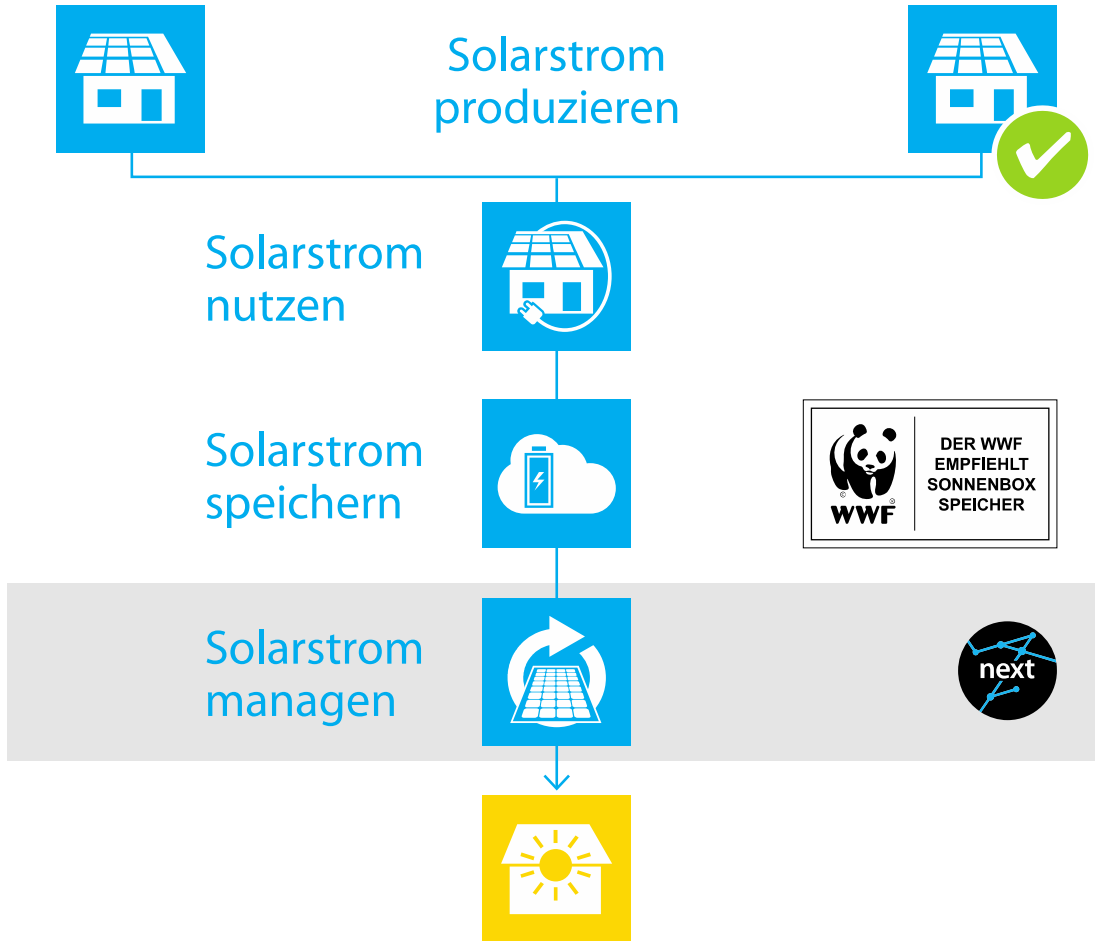 Solarstrom
produzieren
Solarstrom
nutzen
Solarstrom
speichern
DER WWF
EMPFIEHLT
SONNENBOX
SPEICHER
© ®
WWF
Solarstrom
managen
next